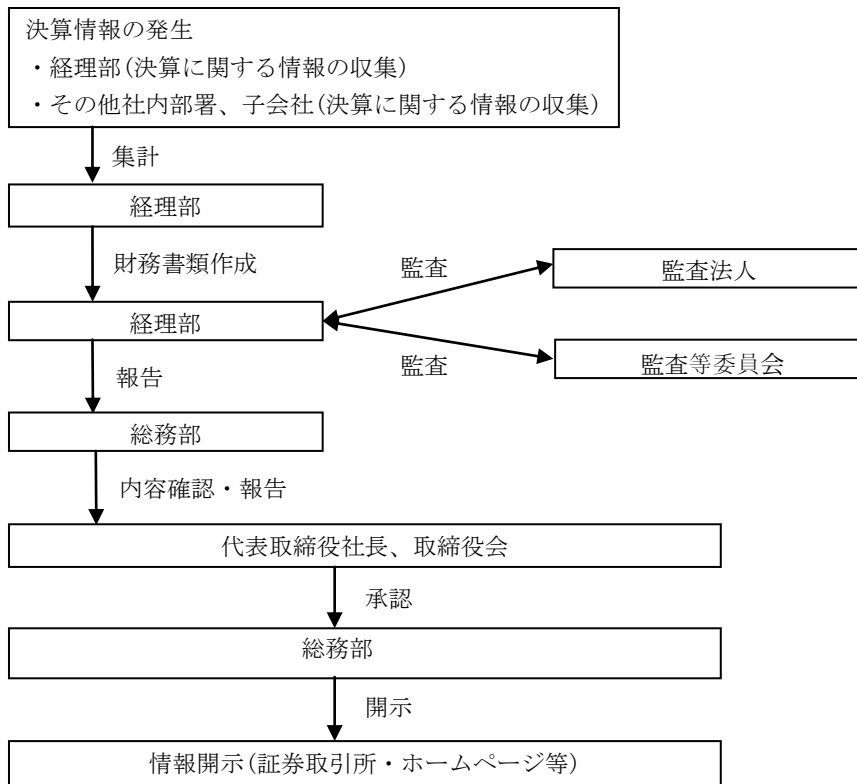 決算情報の発生
・経理部(決算に関する情報の収集)
・その他社内部署、子会社(決算に関する情報の収集)
集計
経理部
財務書類作成
監査
監査法人
経理部
監査
監査等委員会
報告
総務部
内容確認・報告
代表取締役社長、取締役会
承認
総務部
開示
情報開示(証券取引所・ホームページ等)